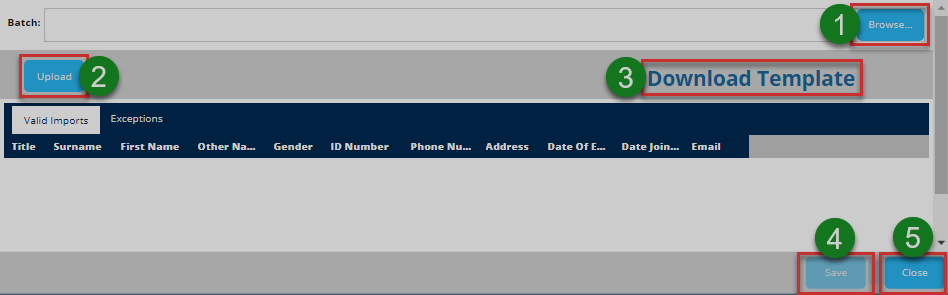 Batch: 1 Browse...
Upload 2 3 Download Template
Valid Imports Exceptions
Title Surname First Name Other Na... Gender ID Number Phone Nu... Address Date Of E... Date Join... Email
4 5
Save Close